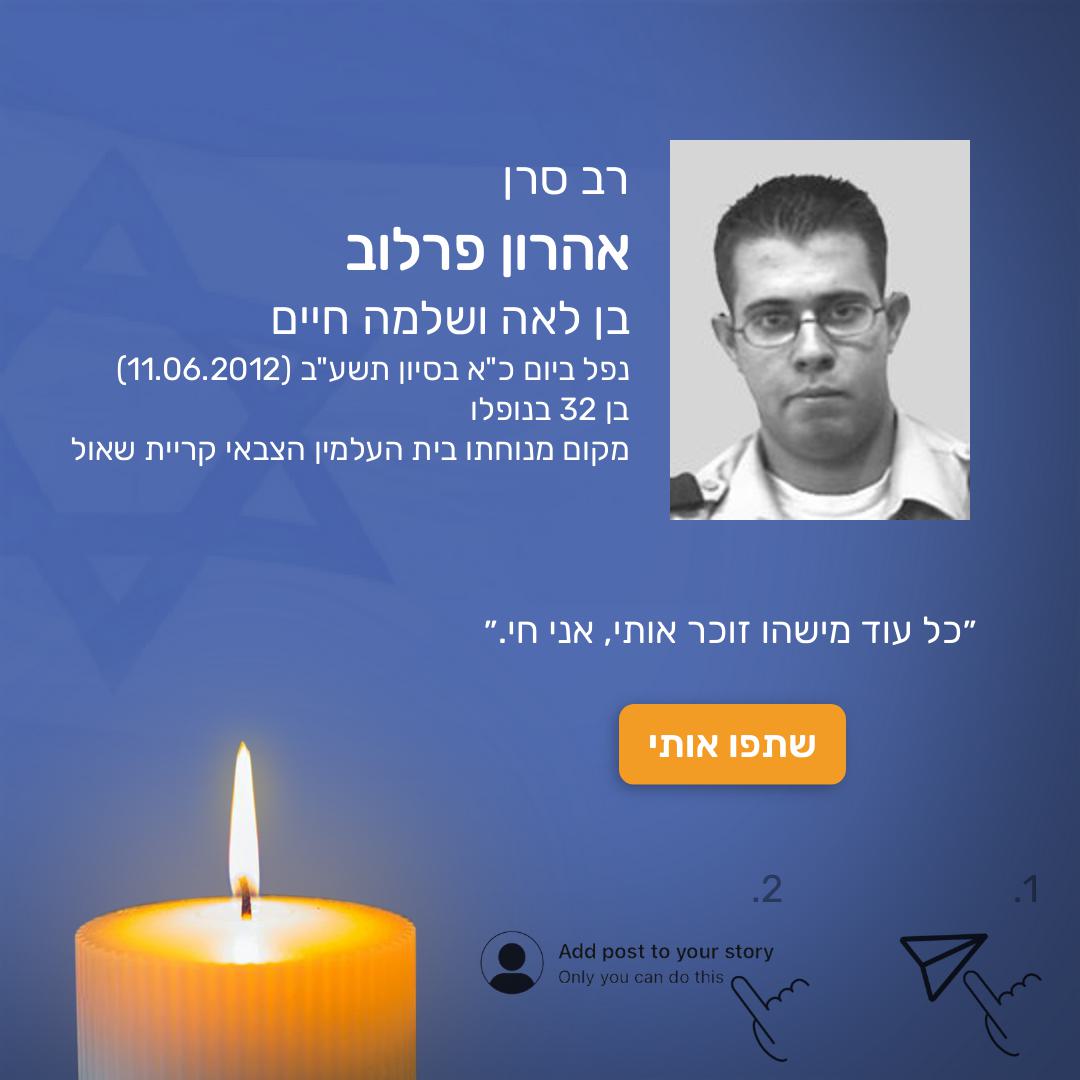 רב סרן
אהרון פרלוב
בן לאה ושלמה חיים
נפל ביום כ"א בסיון תשע"ב (11.06.2012)
בן 32 בנופלו
מקום מנוחתו בית העלמין הצבאי קריית שאול
״כל עוד מישהו זוכר אותי, אני חי.״
שתפו אותי
.1
.2
Add post to your story
Only you can do this